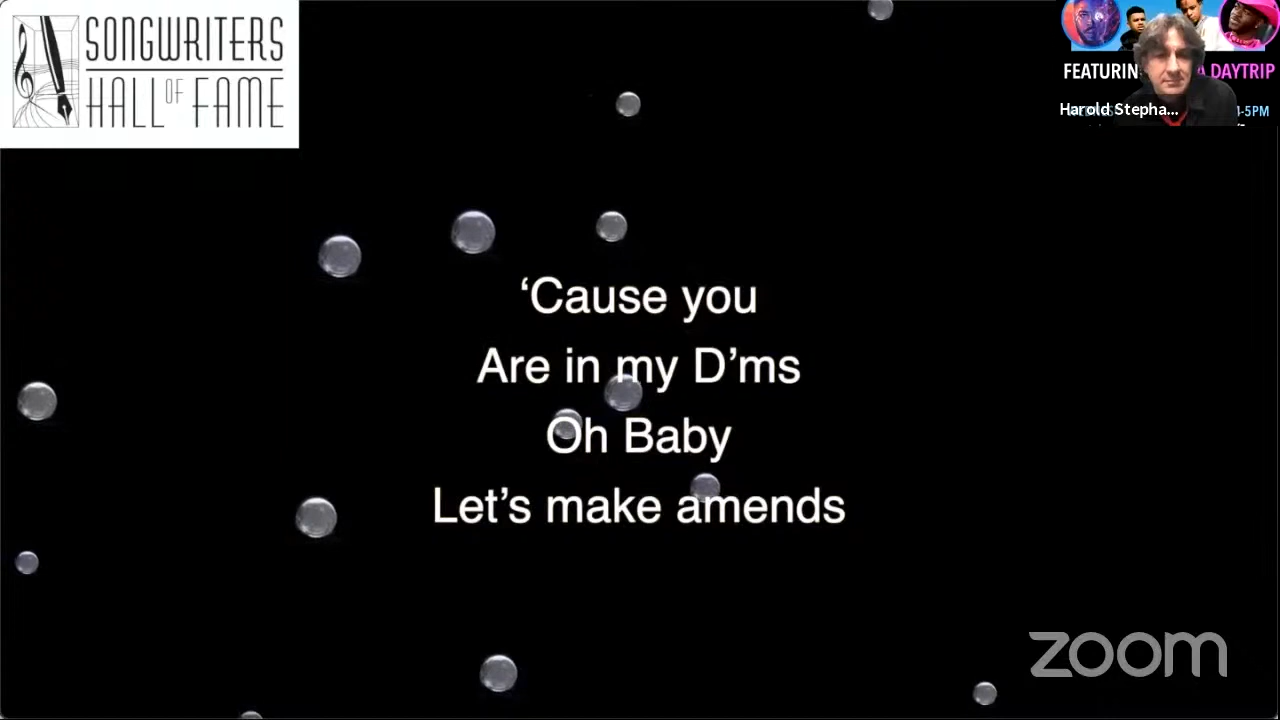 SONGWRITERS
HALL OF FAME
FEATURIN
A DAYTRIP
Harold Stepha...
-5PM
‘Cause you
Are in my D’ms
Oh Baby
Let’s make amends
zoom